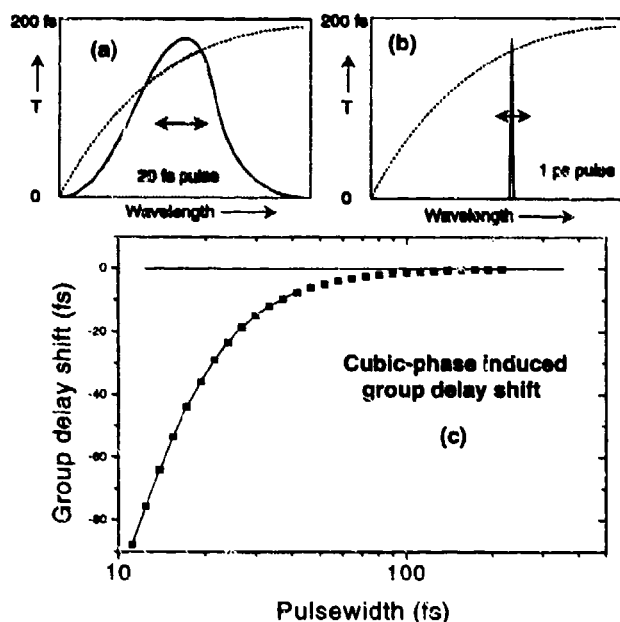 200 fs
(a)
T
20 fs pulse
0
Wavelength
200 fs
(b)
T
1 ps pulse
0
Wavelength
0
-20
-40
-60
-80
Group delay shift (fs)
Cubic-phase induced
group delay shift
(c)
10
100
Pulsewidth (fs)